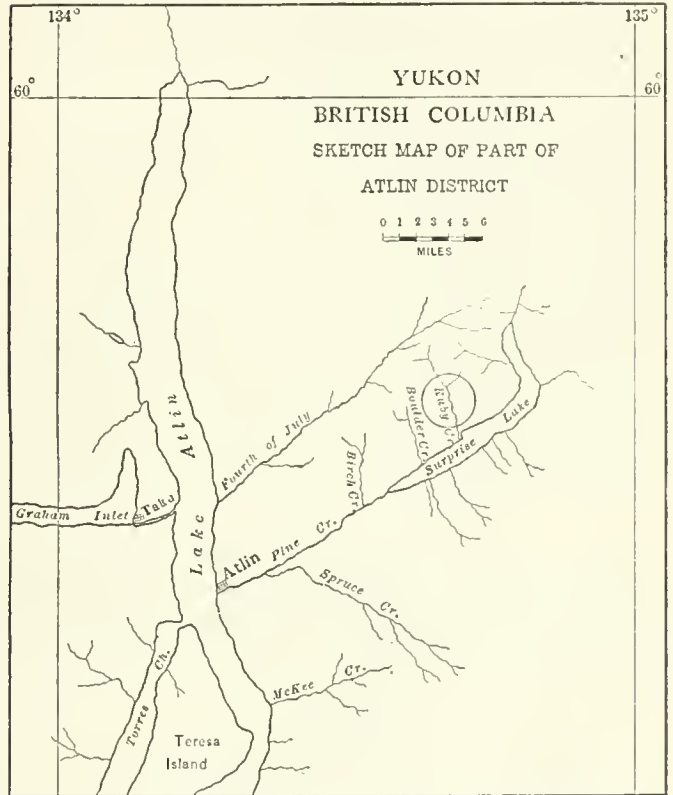 134°
135°
60°
60°
YUKON
BRITISH COLUMBIA
SKETCH MAP OF PART OF
ATLIN DISTRICT
0 1 2 3 4 5 6
MILES
Atlin
Lake
Fourth of July
Boulder Cr.
Ruby Cr.
Birch Cr.
Surprise Lake
Graham Inlet
Taku
Atlin
Pine Cr.
Spruce Cr.
McKee Cr.
Torres Ch.
Teresa
Island